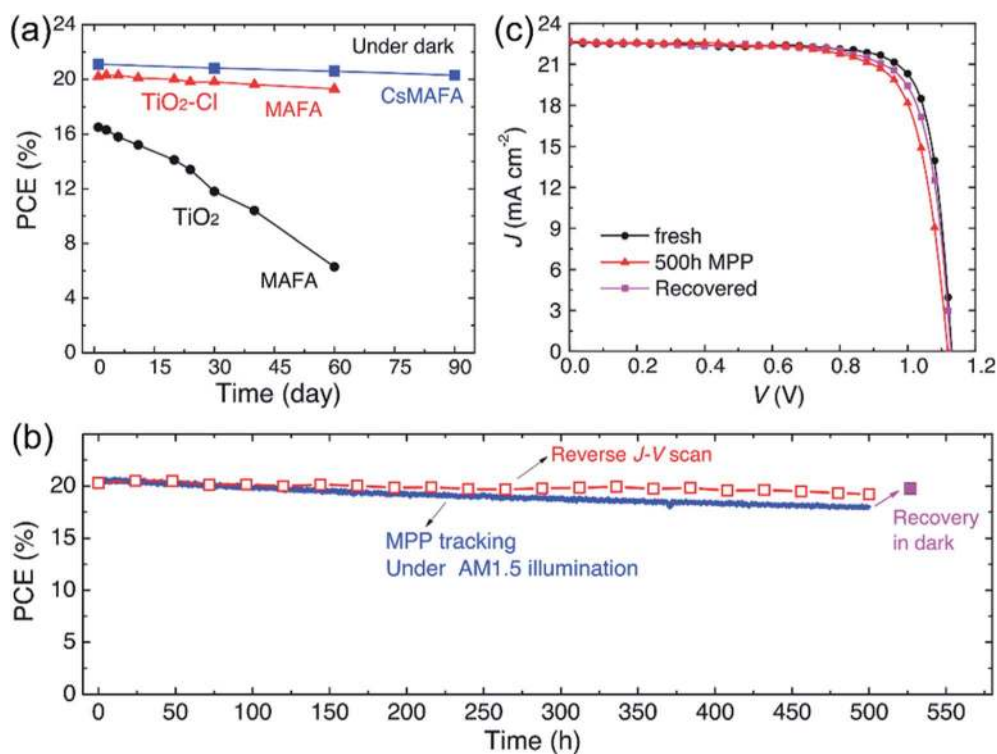 (a)
24
20
16
12
8
4
0
PCE (%)
Under dark
CsMAFA
TiO2-Cl
MAFA
TiO2
MAFA
0 15 30 45 60 75 90
Time (day)
(c)
24
21
18
15
12
9
6
3
0
J (mA cm-2)
fresh
500h MPP
Recovered
0.0 0.2 0.4 0.6 0.8 1.0 1.2
V (V)
(b)
25
20
15
10
5
0
PCE (%)
Reverse J-V scan
MPP tracking
Under AM1.5 illumination
Recovery
in dark
0 50 100 150 200 250 300 350 400 450 500 550
Time (h)